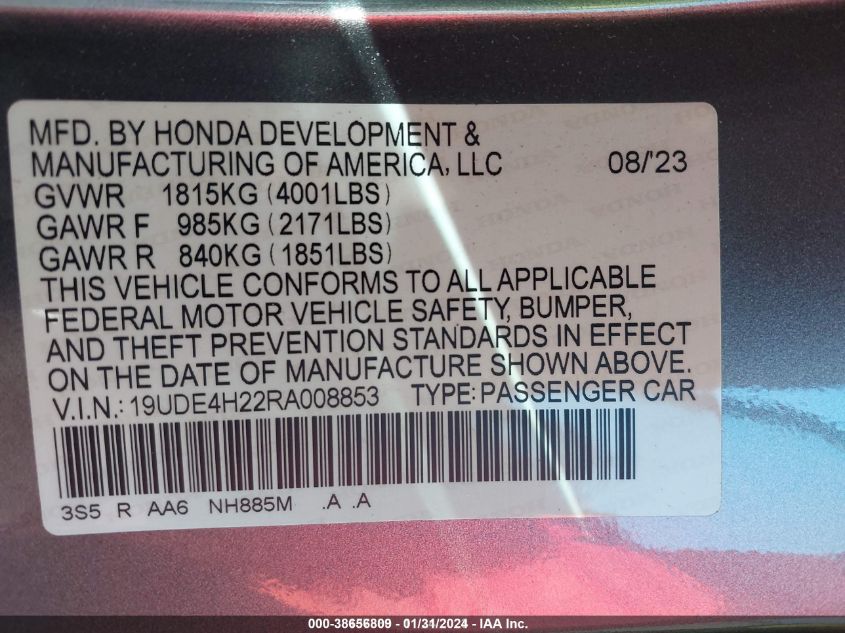 MFD. BY HONDA DEVELOPMENT &
MANUFACTURING OF AMERICA, LLC 08/'23
GVWR 1815KG (4001LBS)
GAWR F 985KG (2171LBS)
GAWR R 840KG (1851LBS)
THIS VEHICLE CONFORMS TO ALL APPLICABLE
FEDERAL MOTOR VEHICLE SAFETY, BUMPER,
AND THEFT PREVENTION STANDARDS IN EFFECT
ON THE DATE OF MANUFACTURE SHOWN ABOVE.
V.I.N.: 19UDE4H22RA008853 TYPE: PASSENGER CAR
3S5 R AA6 NH885M .A .A
000-38656809 - 01/31/2024 - IAA Inc.